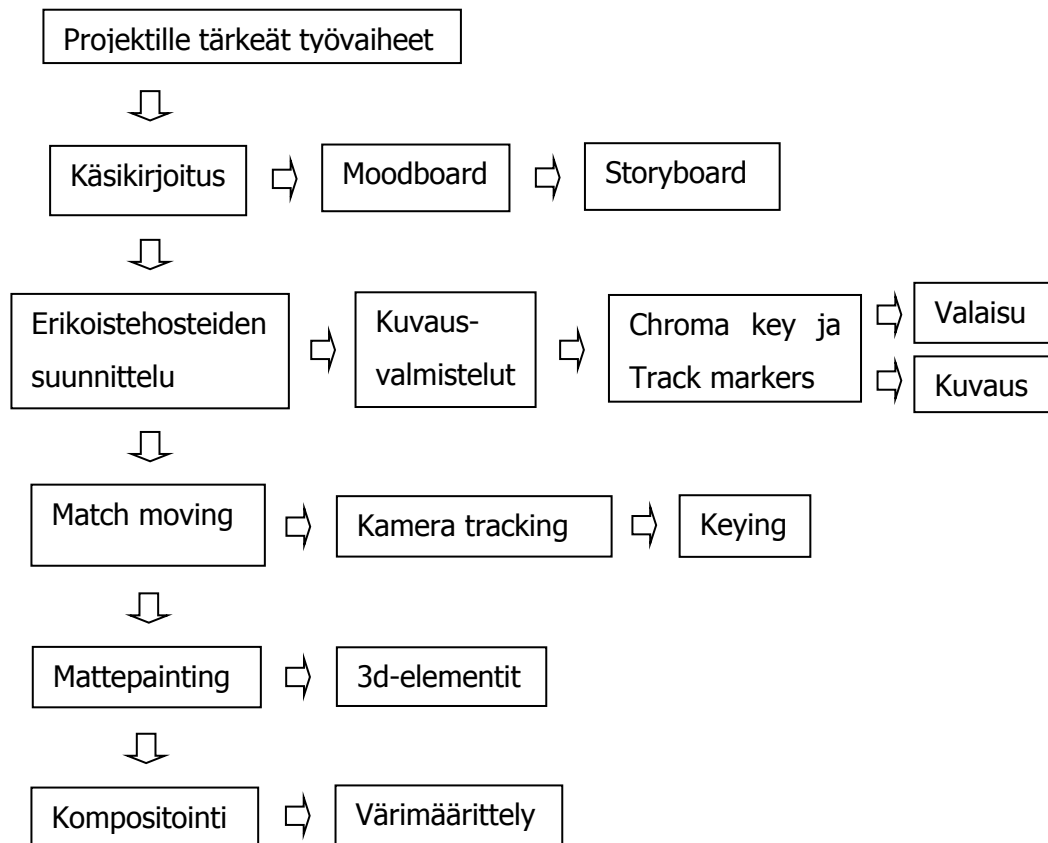 Projektille tärkeät työvaiheet
Käsikirjoitus
Moodboard
Storyboard
Erikoistehosteiden
suunnittelu
Kuvaus-
valmistelut
Chroma key ja
Track markers
Valaisu
Kuvaus
Match moving
Kamera tracking
Keying
Mattepainting
3d-elementit
Kompositointi
Värimäärittely